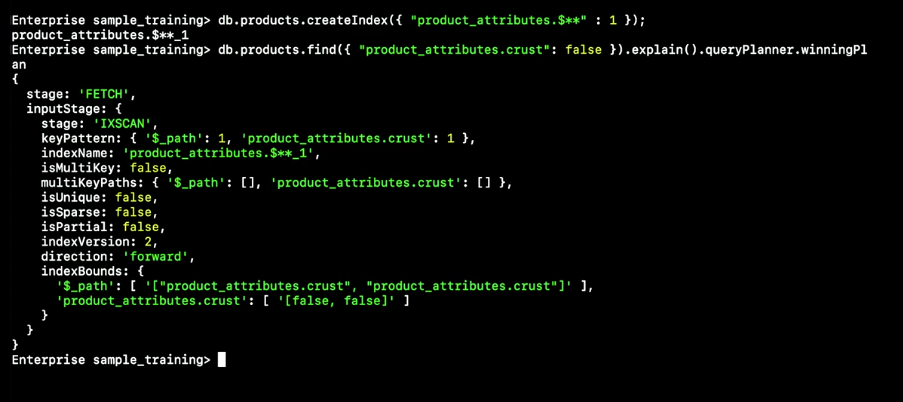 Enterprise sample_training> db.products.createIndex({ "product_attributes.$**" : 1 });
product_attributes.$**_1
Enterprise sample_training> db.products.find({ "product_attributes.crust": false }).explain().queryPlanner.winningPl
an
{
  stage: 'FETCH',
  inputStage: {
    stage: 'IXSCAN',
    keyPattern: { '$_path': 1, 'product_attributes.crust': 1 },
    indexName: 'product_attributes.$**_1',
    isMultiKey: false,
    multiKeyPaths: { '$_path': [], 'product_attributes.crust': [] },
    isUnique: false,
    isSparse: false,
    isPartial: false,
    indexVersion: 2,
    direction: 'forward',
    indexBounds: {
      '$_path': [ '["product_attributes.crust", "product_attributes.crust"]' ],
      'product_attributes.crust': [ '[false, false]' ]
    }
  }
}
Enterprise sample_training>